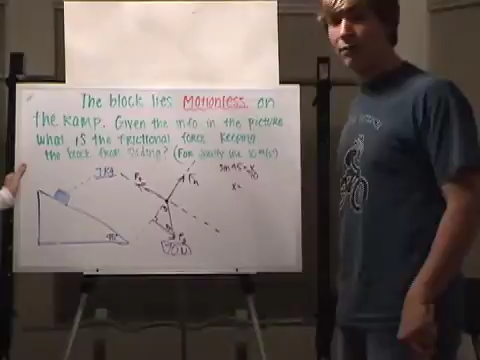 The block lies Motionless on
the Ramp. Given the info in the picture
what is the frictional force keeping
the block from sliding? (For gravity use 10 m/s²)
Fn
x=